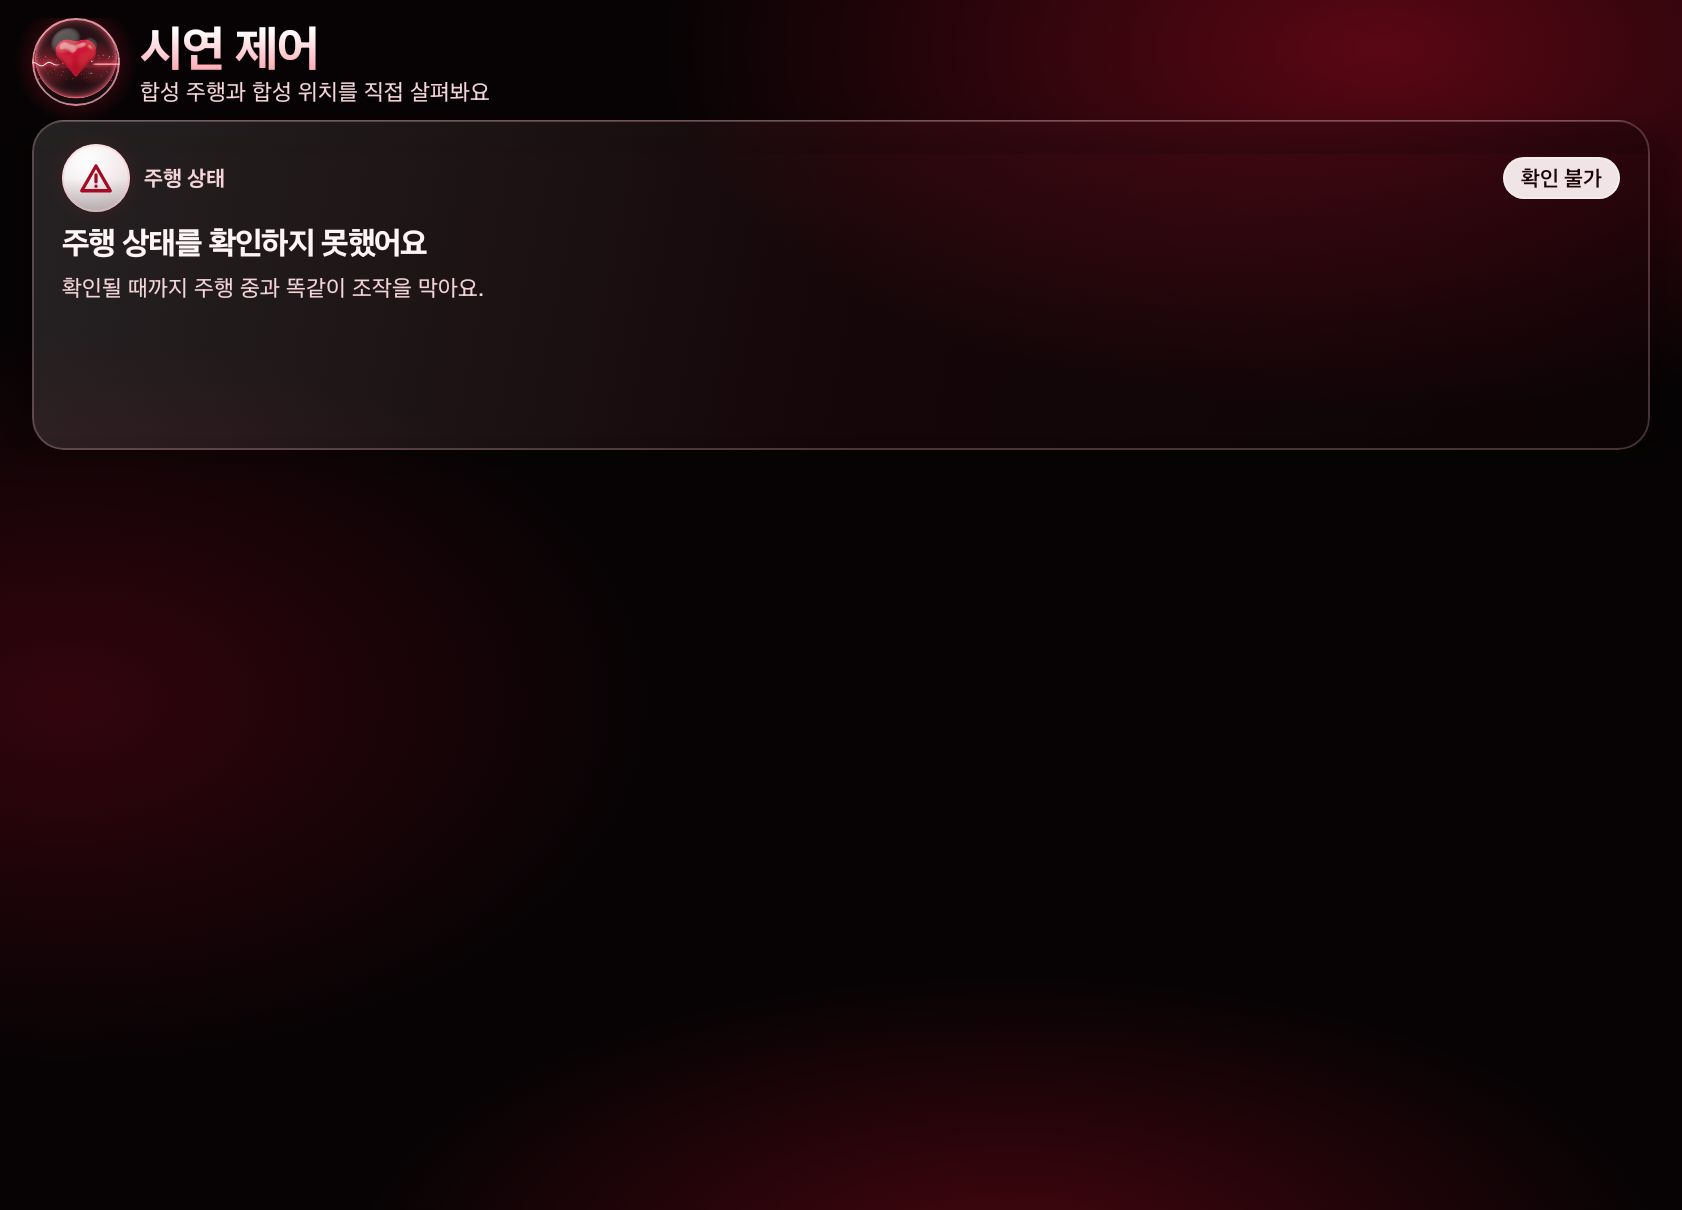 시연 제어
합성 주행과 합성 위치를 직접 살펴봐요
주행 상태
확인 불가
주행 상태를 확인하지 못했어요
확인될 때까지 주행 중과 똑같이 조작을 막아요.